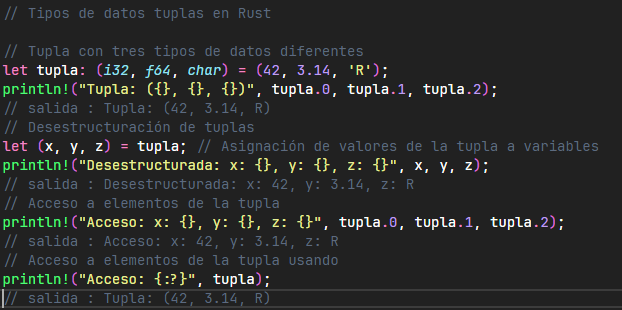 // Tipos de datos tuplas en Rust
// Tupla con tres tipos de datos diferentes
let tupla: (i32, f64, char) = (42, 3.14, 'R');
println!("Tupla: ({}, {}, {})", tupla.0, tupla.1, tupla.2);
// salida : Tupla: (42, 3.14, R)
// Desestructuración de tuplas
let (x, y, z) = tupla; // Asignación de valores de la tupla a variables
println!("Desestructurada: x: {}, y: {}, z: {}", x, y, z);
// salida : Desestructurada: x: 42, y: 3.14, z: R
// Acceso a elementos de la tupla
println!("Acceso: x: {}, y: {}, z: {}", tupla.0, tupla.1, tupla.2);
// salida : Acceso: x: 42, y: 3.14, z: R
// Acceso a elementos de la tupla usando
println!("Acceso: {:?}", tupla);
// salida : Tupla: (42, 3.14, R)